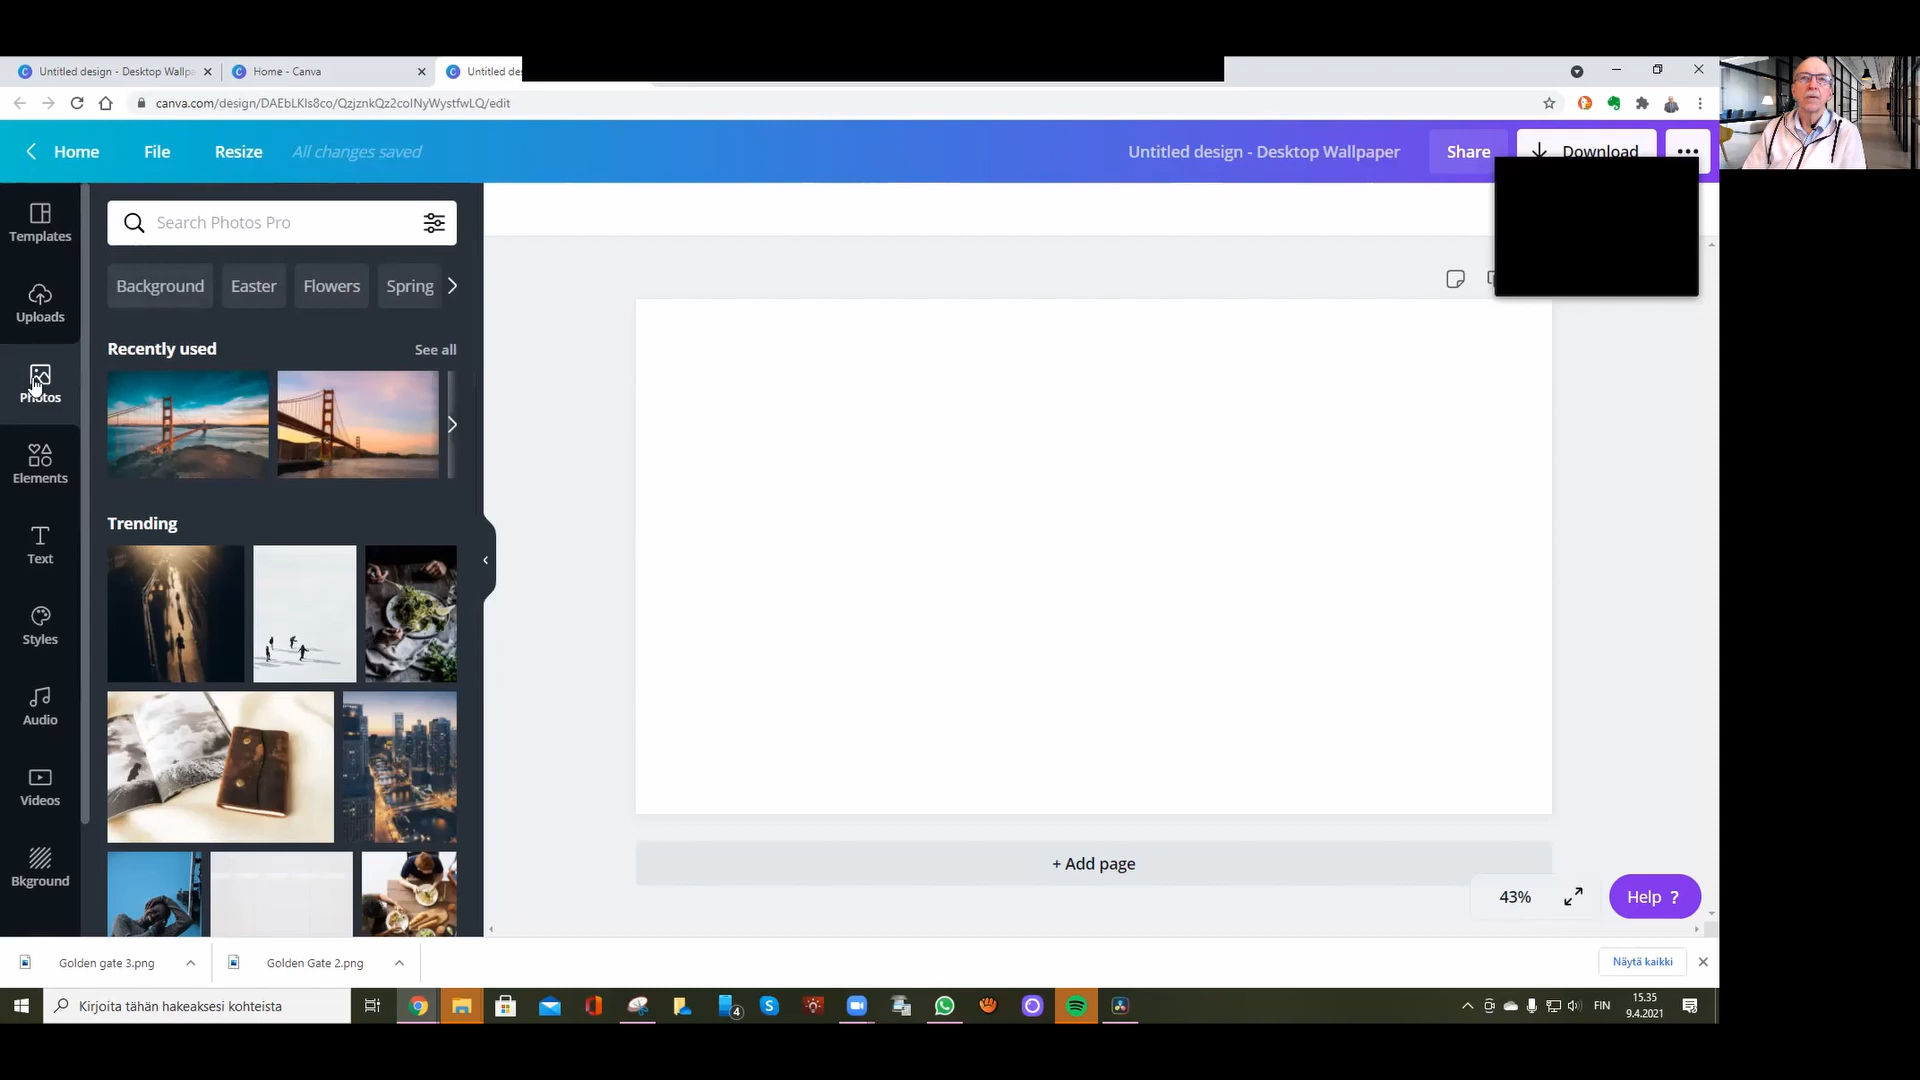 Untitled design - Desktop Wallpa
Home - Canva
Untitled de
canva.com/design/DAEbLKls8co/QzjznkQz2colNyWystfwLQ/edit
Home
File
Resize
All changes saved
Untitled design - Desktop Wallpaper
Share
Download
Templates
Uploads
Photos
Elements
Text
Styles
Audio
Videos
Bkground
Search Photos Pro
Background
Easter
Flowers
Spring
Recently used
See all
Trending
+ Add page
43%
Help ?
Golden gate 3.png
Golden Gate 2.png
Näytä kaikki
Kirjoita tähän hakeaksesi kohteista
4
FIN
15.35
9.4.2021